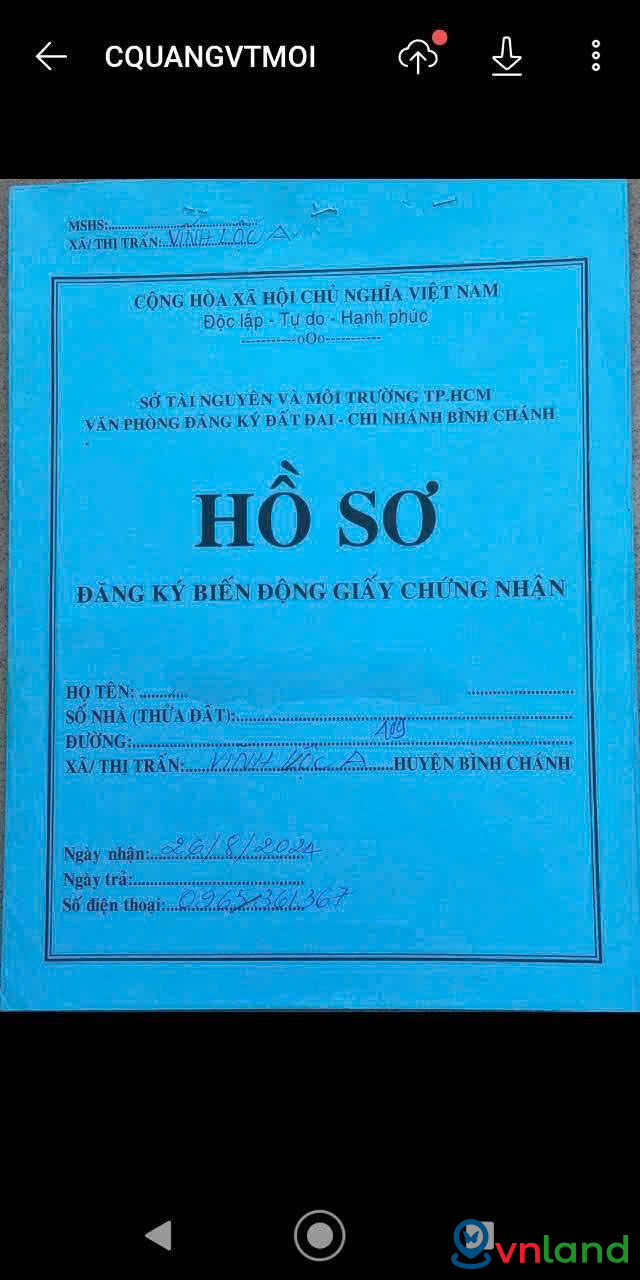 CQUANGVTMOI
MSHS:
XÃ/ THỊ TRẤN: VĨNH LỘC A
CỘNG HÒA XÃ HỘI CHỦ NGHĨA VIỆT NAM
Độc lập - Tự do - Hạnh phúc
-----------oOo-----------
SỞ TÀI NGUYÊN VÀ MÔI TRƯỜNG TP.HCM
VĂN PHÒNG ĐĂNG KÝ ĐẤT ĐAI - CHI NHÁNH BÌNH CHÁNH
HỒ SƠ
ĐĂNG KÝ BIẾN ĐỘNG GIẤY CHỨNG NHẬN
HỌ TÊN:
SỐ NHÀ (THỬA ĐẤT):
ĐƯỜNG:
XÃ/ THỊ TRẤN: VĨNH LỘC A HUYỆN BÌNH CHÁNH
Ngày nhận: 26/8/2024
Ngày trả:
Số điện thoại: 0965361367
vnland